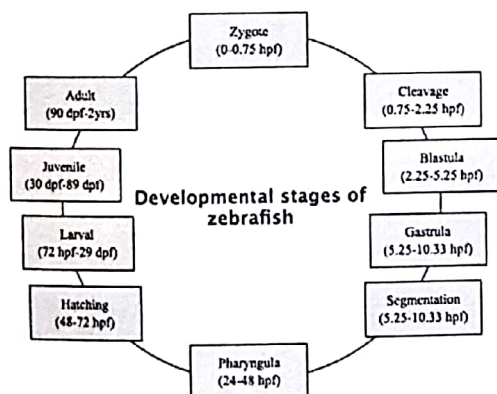 Zygote
(0-0.75 hpf)
Cleavage
(0.75-2.25 hpf)
Blastula
(2.25-5.25 hpf)
Gastrula
(5.25-10.33 hpf)
Segmentation
(5.25-10.33 hpf)
Pharyngula
(24-48 hpf)
Hatching
(48-72 hpf)
Larval
(72 hpf-29 dpf)
Juvenile
(30 dpf-89 dpf)
Adult
(90 dpf-2yrs)
Developmental stages of
zebrafish